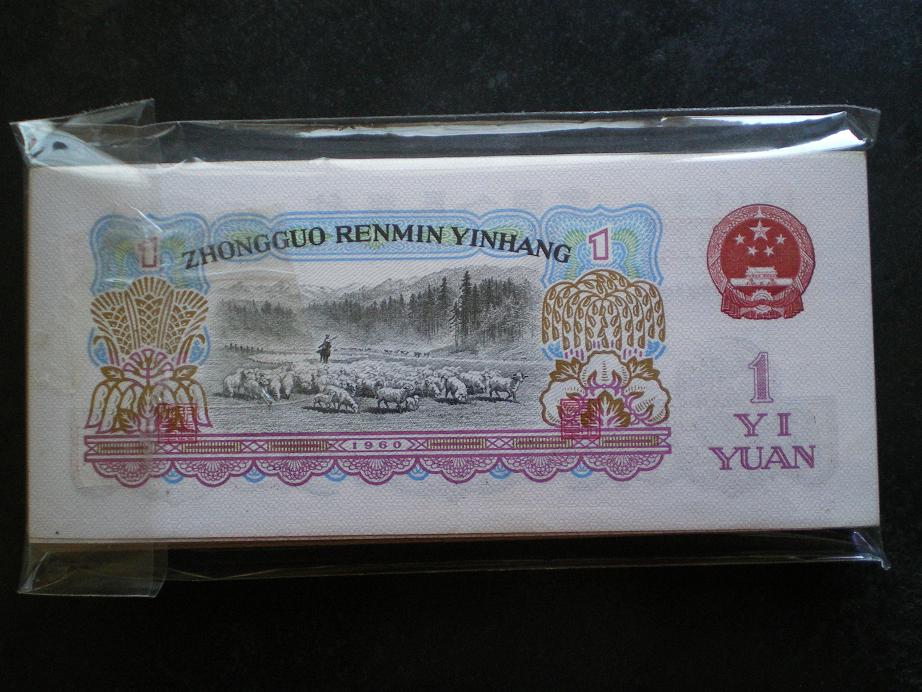 1
ZHONGGUO RENMIN YINHANG
1
1960
1
YI
YUAN